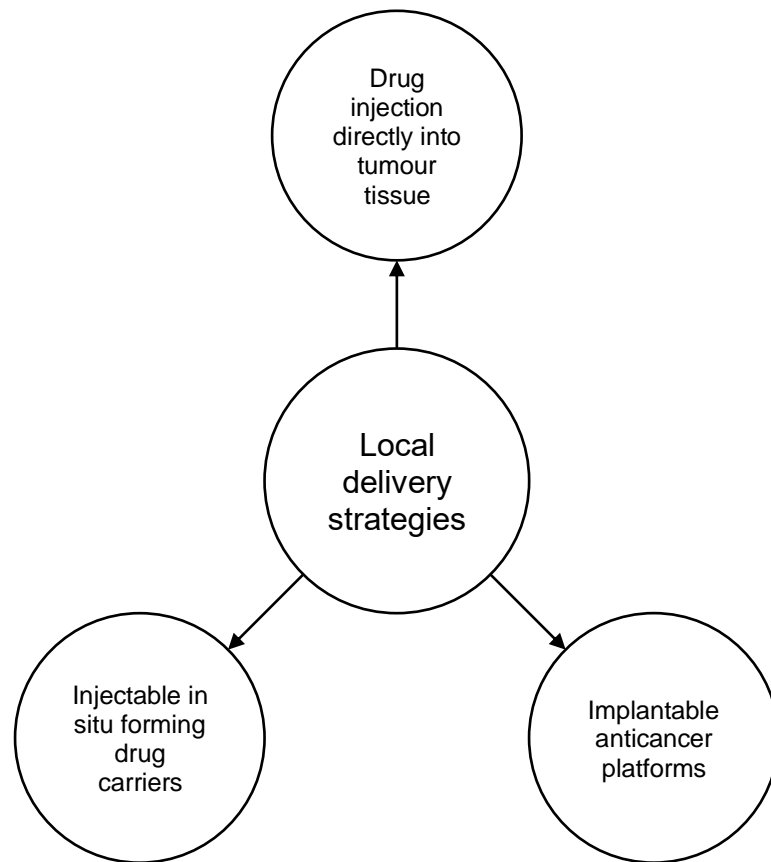 Drug
injection
directly into
tumour
tissue
Local
delivery
strategies
Injectable in
situ forming
drug
carriers
Implantable
anticancer
platforms